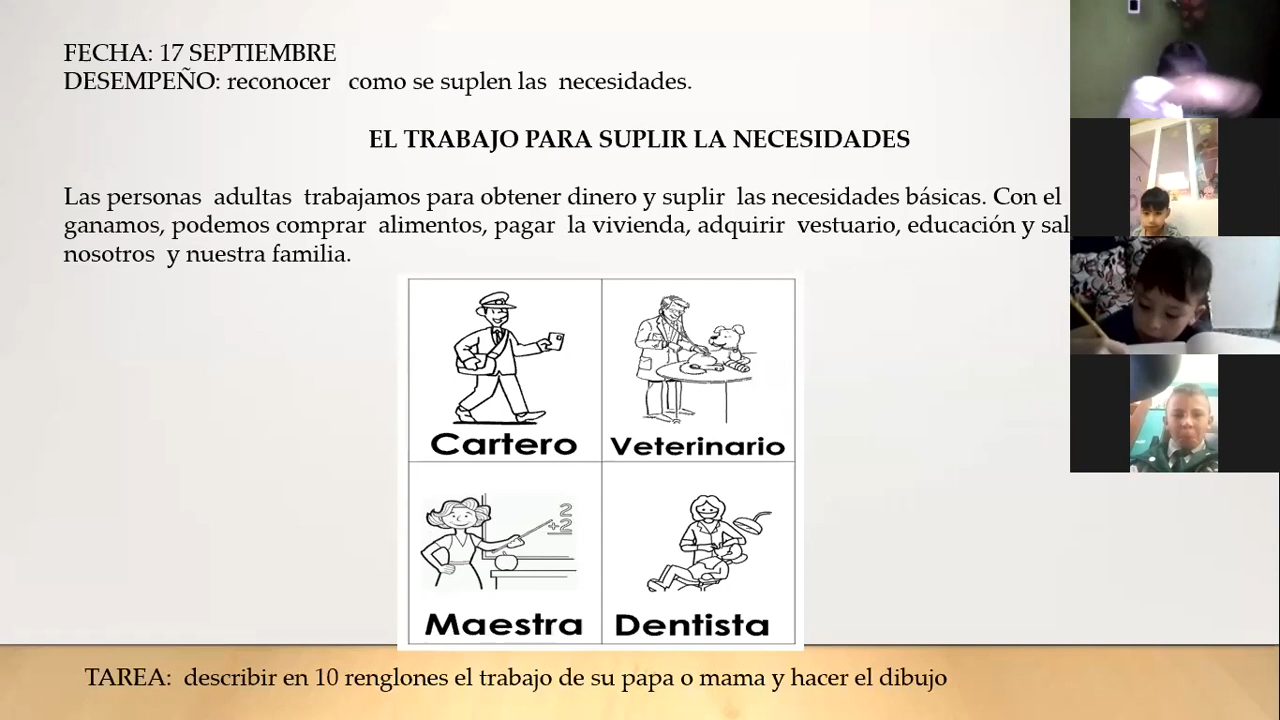 FECHA: 17 SEPTIEMBRE
DESEMPEÑO: reconocer como se suplen las necesidades.
EL TRABAJO PARA SUPLIR LA NECESIDADES
Las personas adultas trabajamos para obtener dinero y suplir las necesidades básicas. Con el
ganamos, podemos comprar alimentos, pagar la vivienda, adquirir vestuario, educación y sal
nosotros y nuestra familia.
Cartero
Veterinario
2
+2
Maestra
Dentista
TAREA: describir en 10 renglones el trabajo de su papa o mama y hacer el dibujo